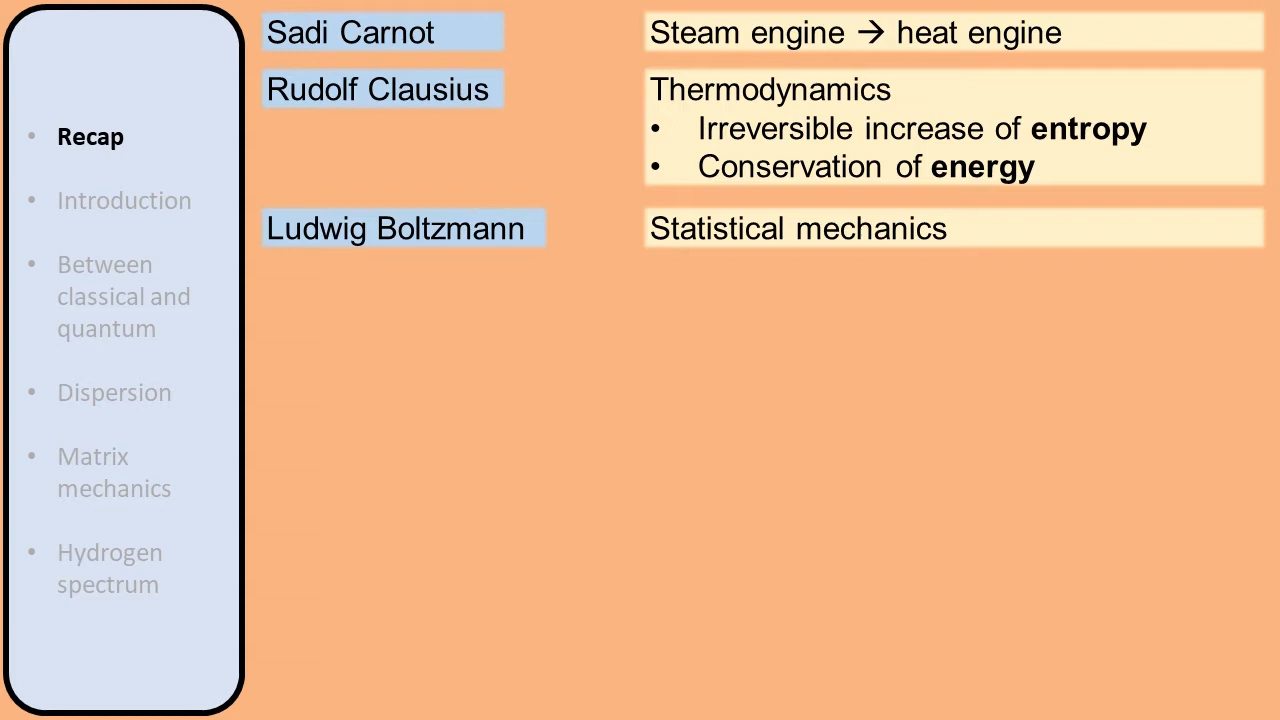 • Recap
• Introduction
• Between
classical and
quantum
• Dispersion
• Matrix
mechanics
• Hydrogen
spectrum
Sadi Carnot
Steam engine → heat engine
Rudolf Clausius
Thermodynamics
• Irreversible increase of entropy
• Conservation of energy
Ludwig Boltzmann
Statistical mechanics